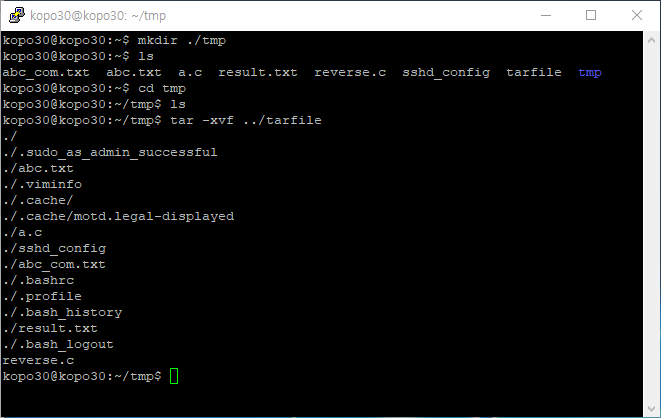 kopo30@kopo30: ~/tmp
kopo30@kopo30:~$ mkdir ./tmp
kopo30@kopo30:~$ ls
abc_com.txt  abc.txt  a.c  result.txt  reverse.c  sshd_config  tarfile  tmp
kopo30@kopo30:~$ cd tmp
kopo30@kopo30:~/tmp$ ls
kopo30@kopo30:~/tmp$ tar -xvf ../tarfile
./
./.sudo_as_admin_successful
./abc.txt
./.viminfo
./.cache/
./.cache/motd.legal-displayed
./a.c
./sshd_config
./abc_com.txt
./.bashrc
./.profile
./.bash_history
./result.txt
./.bash_logout
reverse.c
kopo30@kopo30:~/tmp$